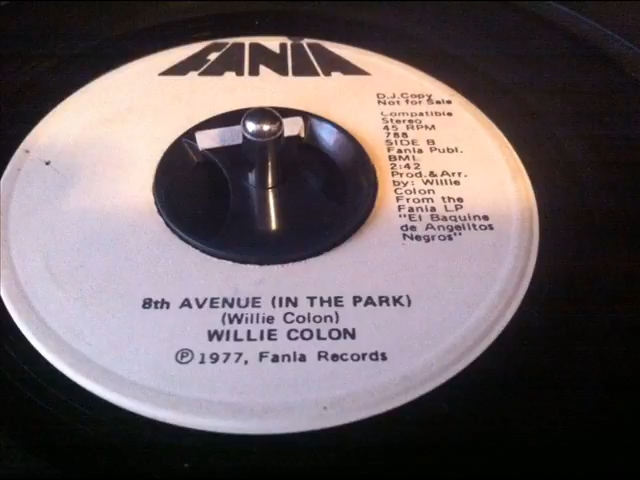 FANIA
D.J. Copy
Not for Sale
Compatible
Stereo
45 RPM
788
SIDE B
Fania Publ.
BMI
2:42
Prod. & Arr.
by: Willie
Colon
From the
Fania LP
"El Baquine
de Angelitos
Negros"
8th AVENUE (IN THE PARK)
(Willie Colon)
WILLIE COLON
Ⓟ1977, Fania Records